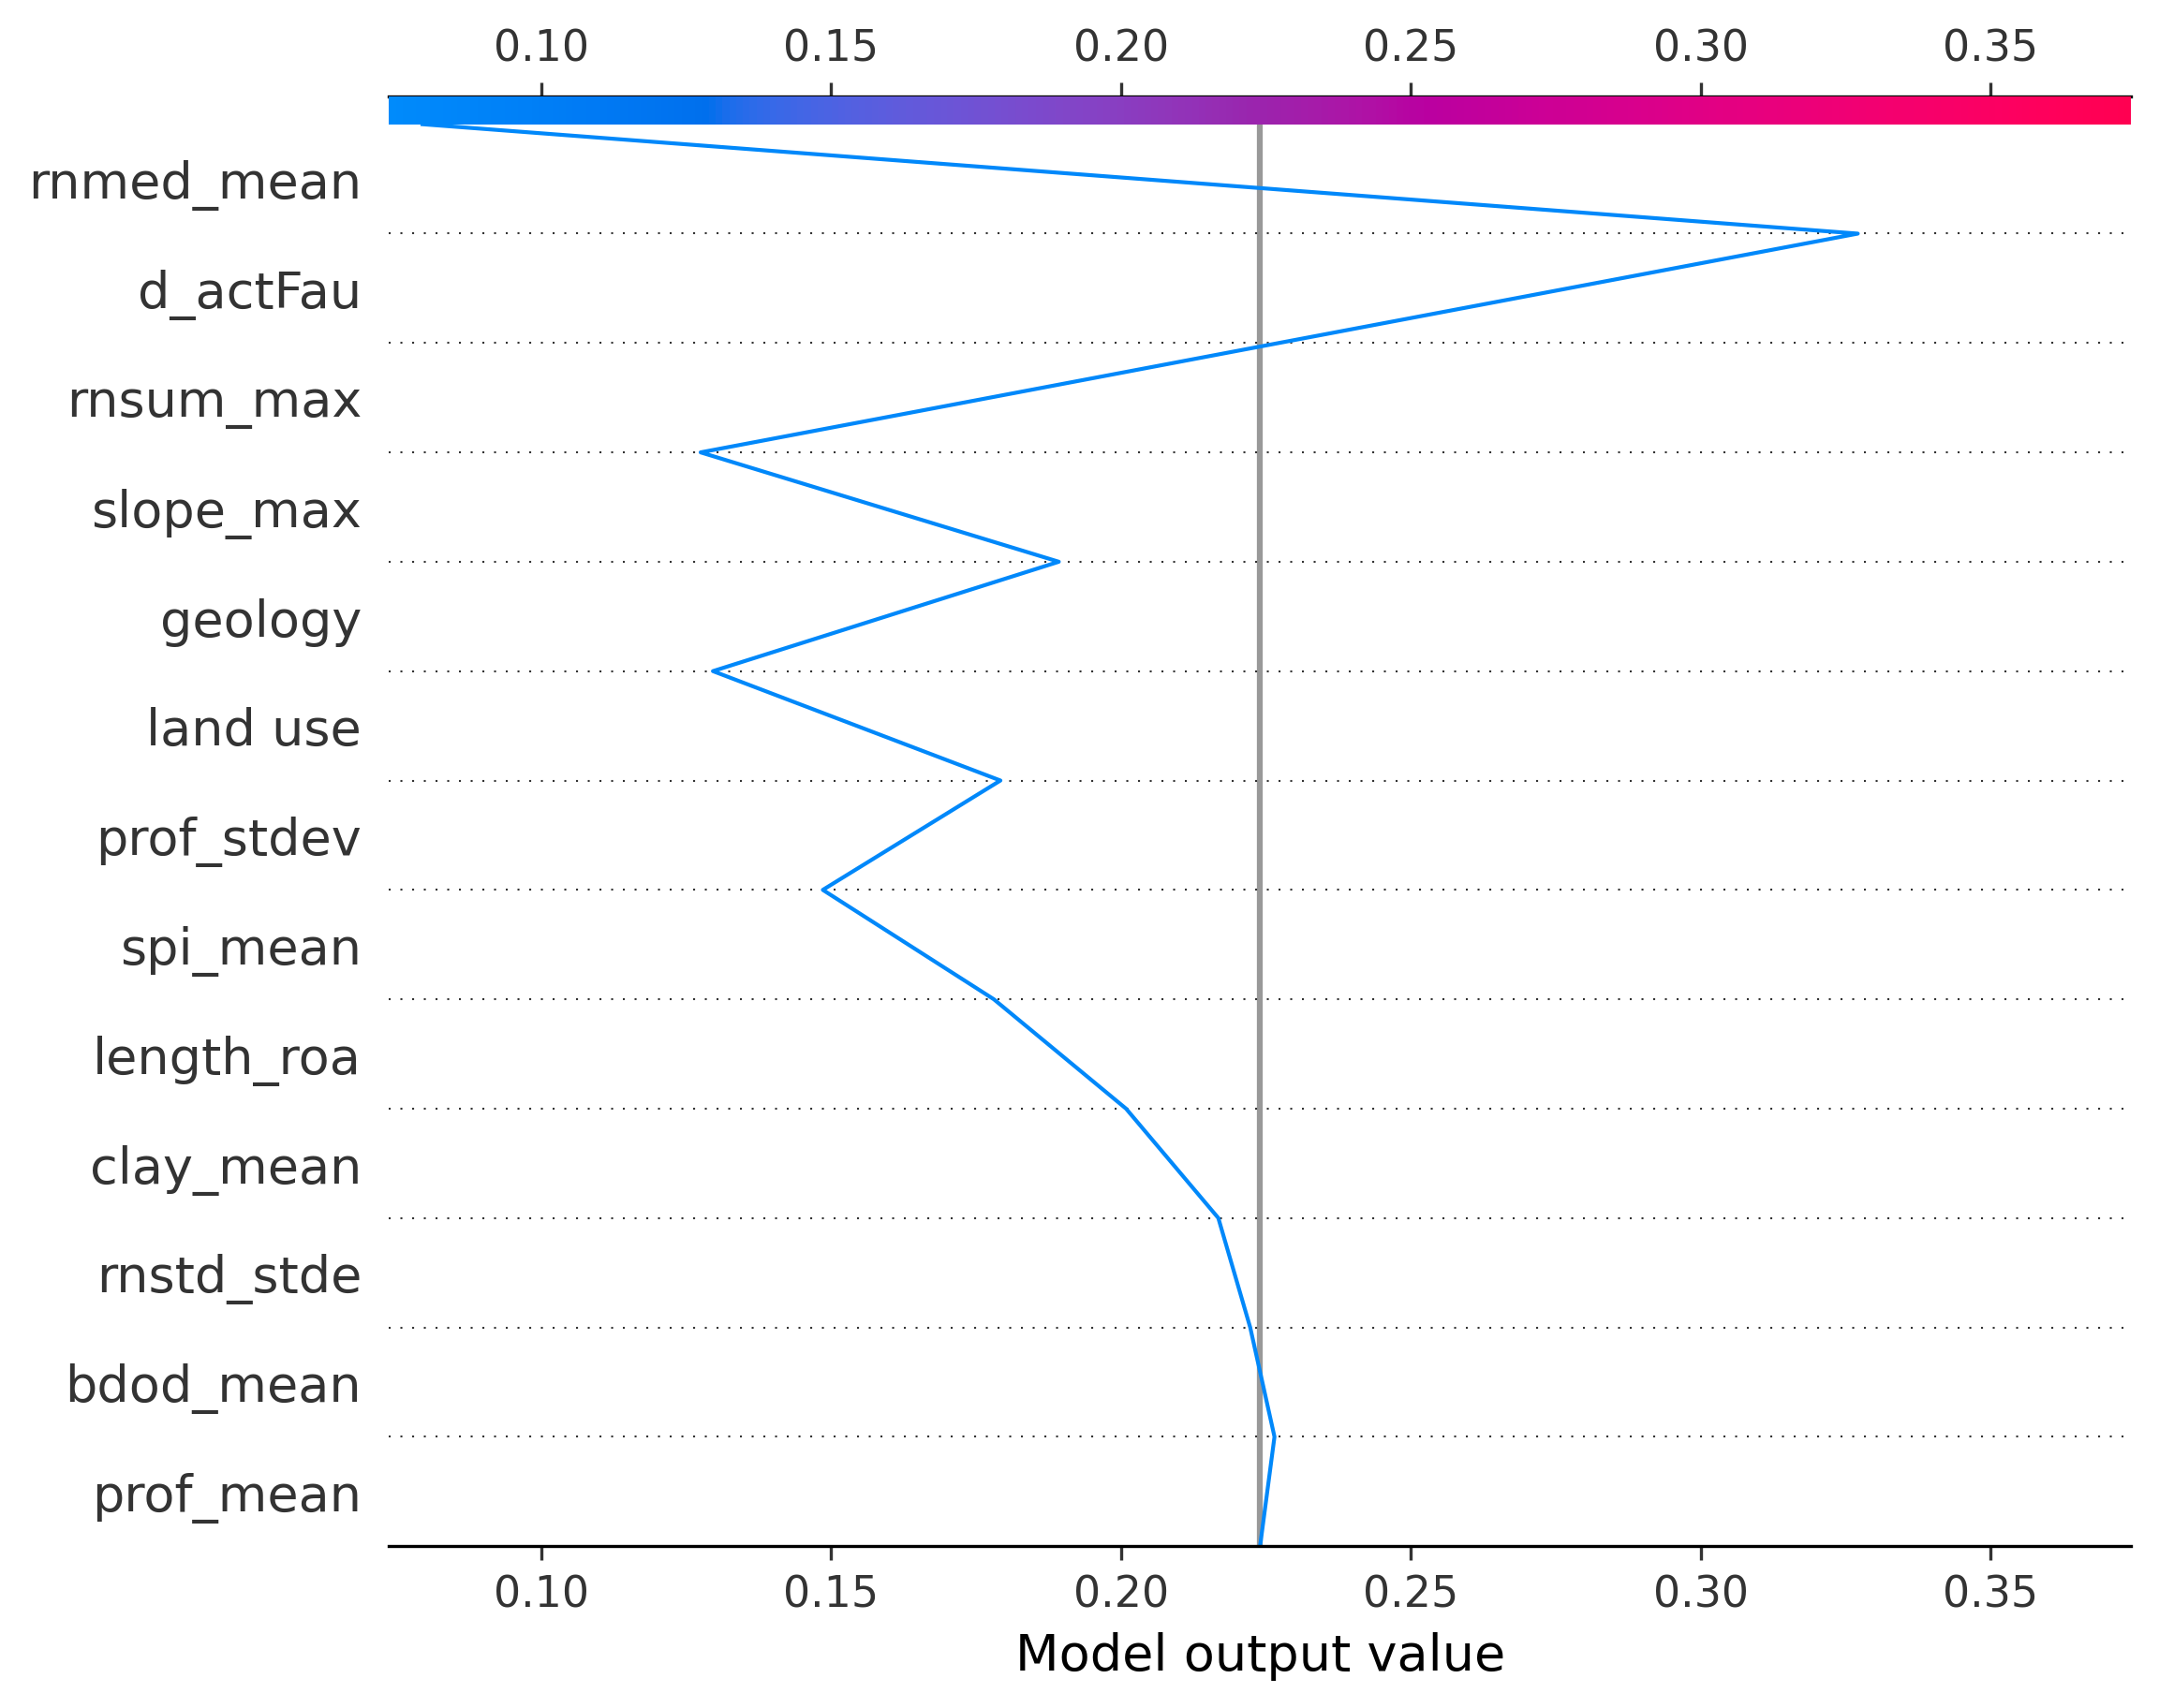 0.10 0.15 0.20 0.25 0.30 0.35
rnmed_mean
d_actFau
rnsum_max
slope_max
geology
land use
prof_stdev
spi_mean
length_roa
clay_mean
rnstd_stde
bdod_mean
prof_mean
0.10 0.15 0.20 0.25 0.30 0.35
Model output value